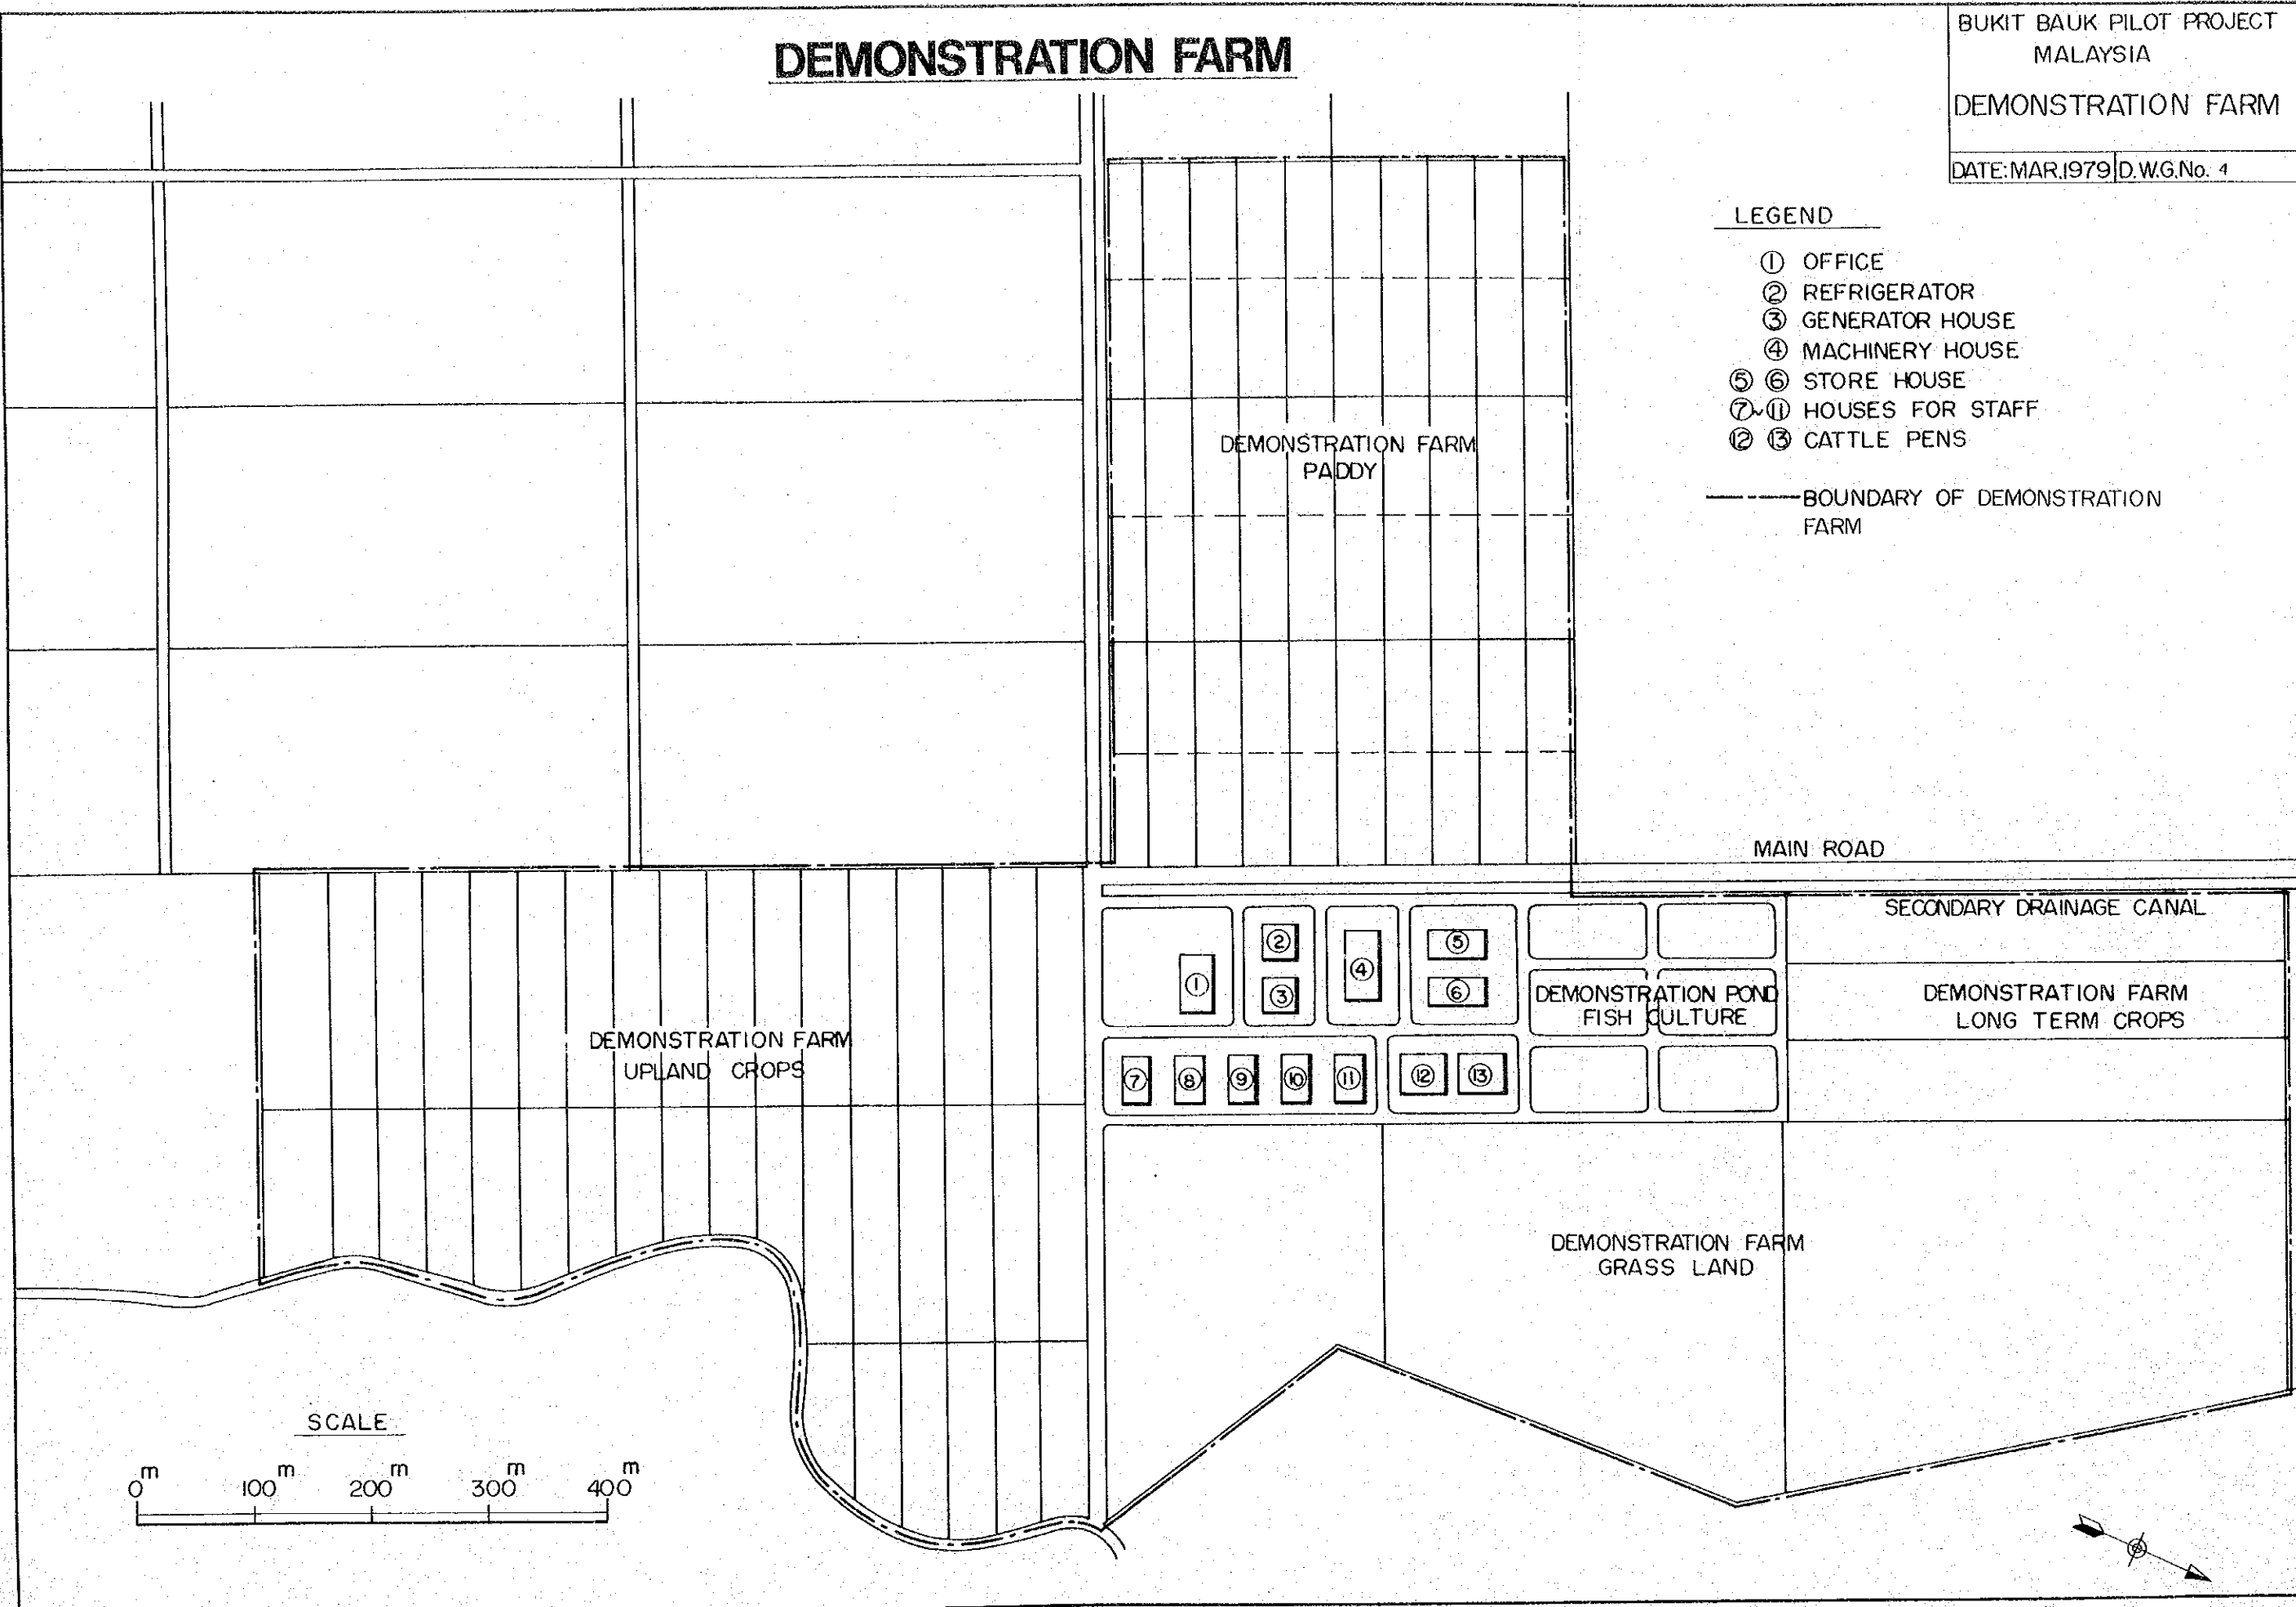 DEMONSTRATION FARM
BUKIT BAUK PILOT PROJECT
MALAYSIA
DEMONSTRATION FARM
DATE:MAR.1979 D.W.G.No. 4
LEGEND
① OFFICE
② REFRIGERATOR
③ GENERATOR HOUSE
④ MACHINERY HOUSE
⑤ ⑥ STORE HOUSE
⑦~⑪ HOUSES FOR STAFF
⑫ ⑬ CATTLE PENS
BOUNDARY OF DEMONSTRATION
FARM
DEMONSTRATION FARM
PADDY
MAIN ROAD
SECONDARY DRAINAGE CANAL
② ⑤
① ③ ④ ⑥
DEMONSTRATION POND
FISH CULTURE
DEMONSTRATION FARM
LONG TERM CROPS
DEMONSTRATION FARM
UPLAND CROPS
⑦ ⑧ ⑨ ⑩ ⑪ ⑫ ⑬
DEMONSTRATION FARM
GRASS LAND
SCALE
0m 100m 200m 300m 400m